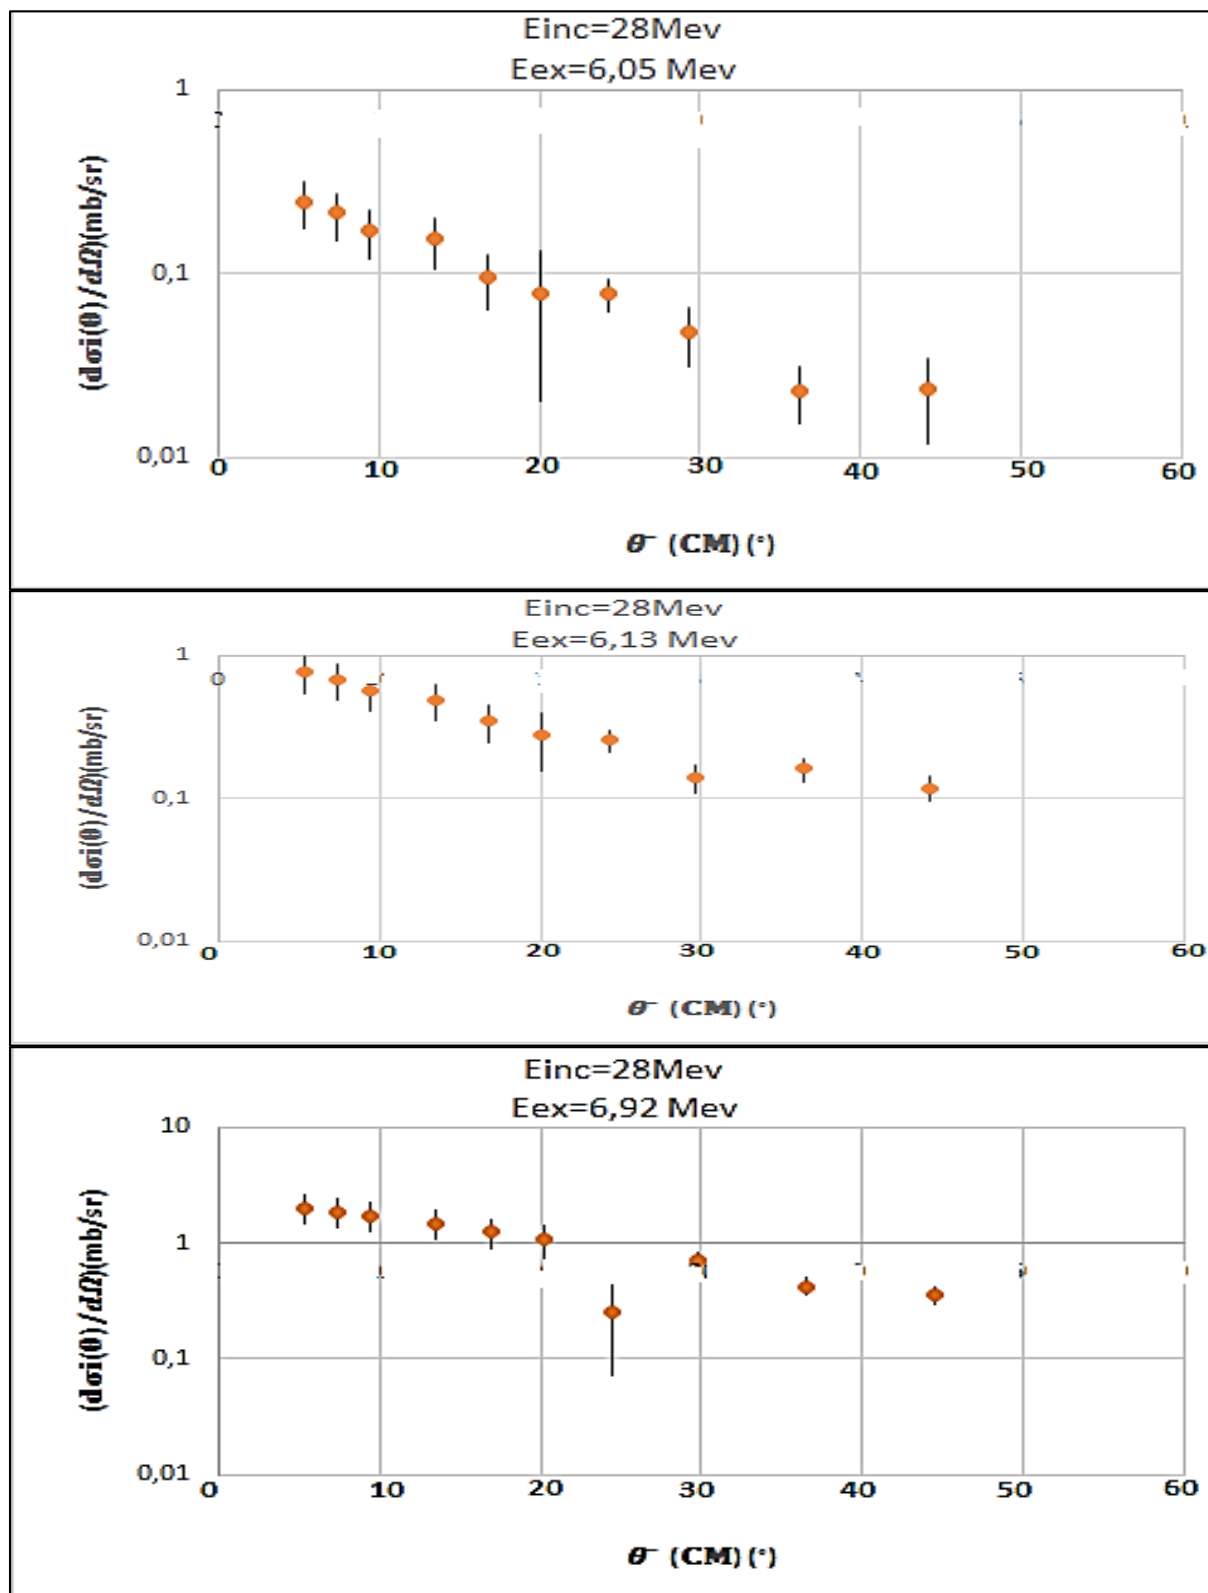 Einc=28Mev
Eex=6,05 Mev
1
0,1
0,01
0 10 20 30 40 50 60
(dσi(θ)/dΩ)(mb/sr)
θ⁻ (CM) (°)
Einc=28Mev
Eex=6,13 Mev
1
0
0,1
0,01
0 10 20 30 40 50 60
(dσi(θ)/dΩ)(mb/sr)
θ⁻ (CM) (°)
Einc=28Mev
Eex=6,92 Mev
10
1
0,1
0,01
0 10 20 30 40 50 60
(dσi(θ)/dΩ)(mb/sr)
θ⁻ (CM) (°)